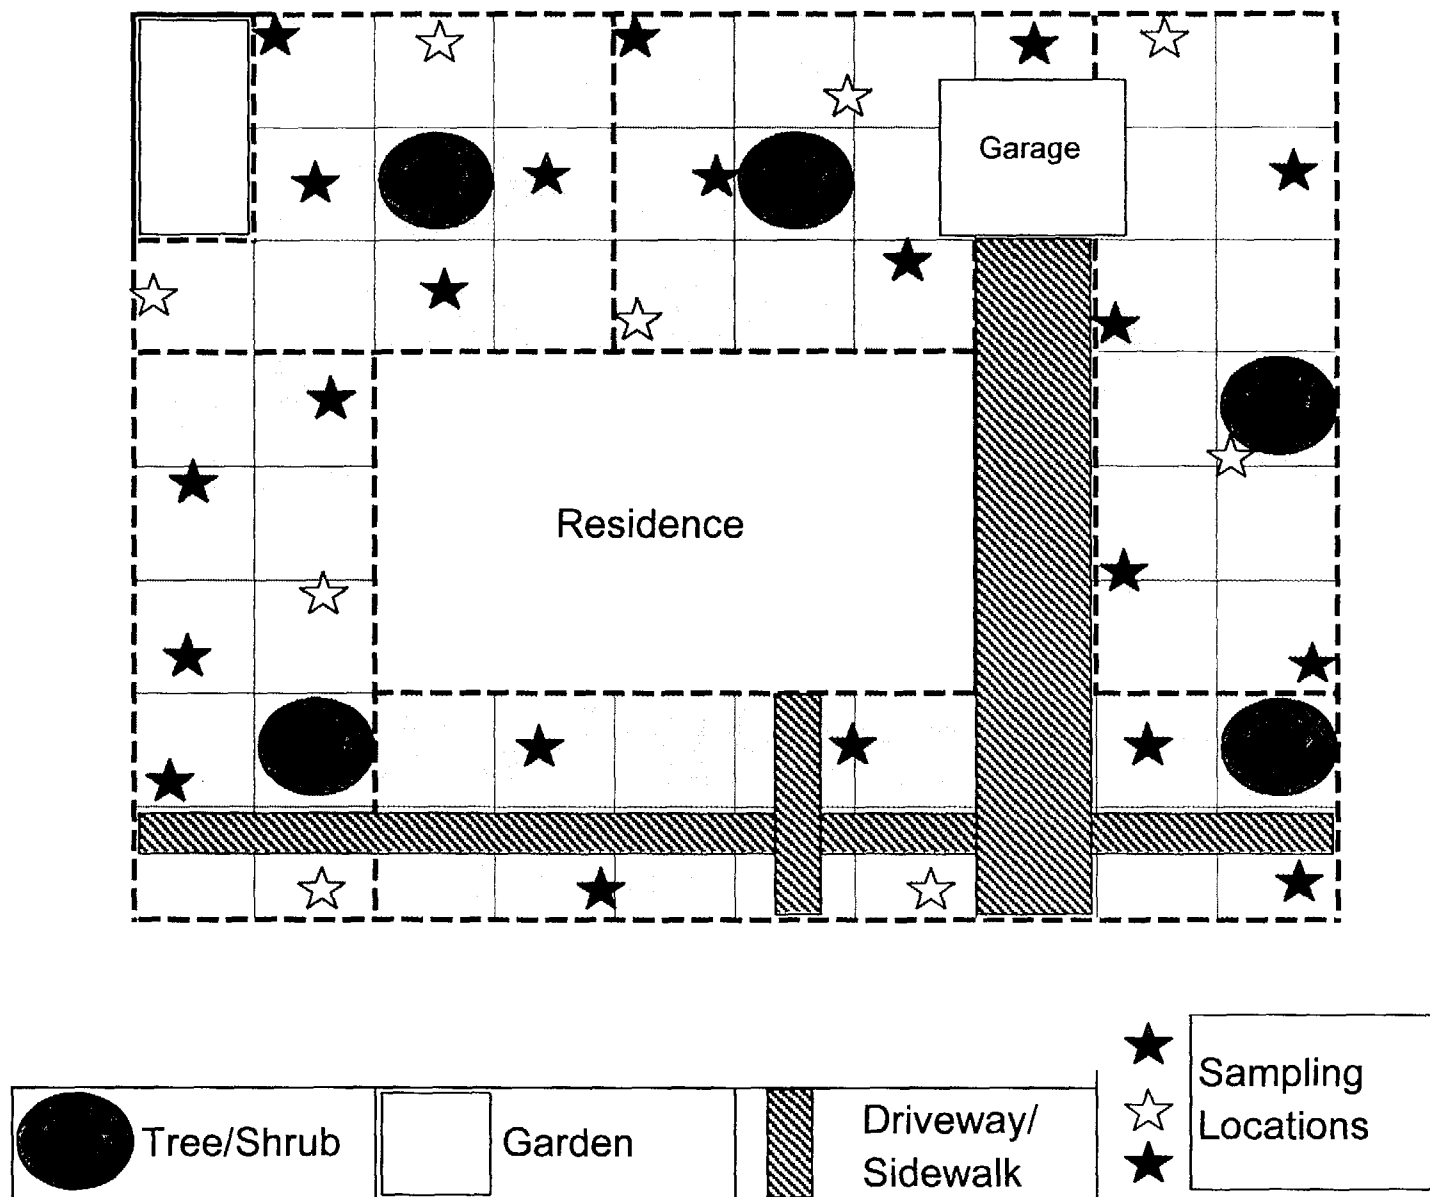 Garage
Residence
Tree/Shrub
Garden
Driveway/
Sidewalk
Sampling
Locations